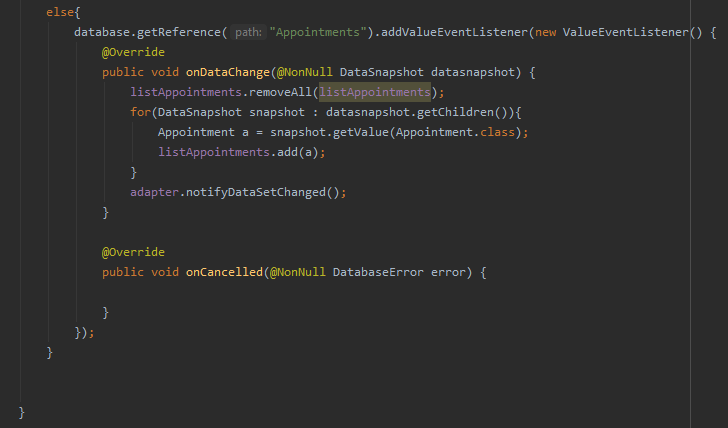 else{
database.getReference( path: "Appointments").addValueEventListener(new ValueEventListener() {
@Override
public void onDataChange(@NonNull DataSnapshot datasnapshot) {
listAppointments.removeAll(listAppointments);
for(DataSnapshot snapshot : datasnapshot.getChildren()){
Appointment a = snapshot.getValue(Appointment.class);
listAppointments.add(a);
}
adapter.notifyDataSetChanged();
}
@Override
public void onCancelled(@NonNull DatabaseError error) {
}
});
}
}